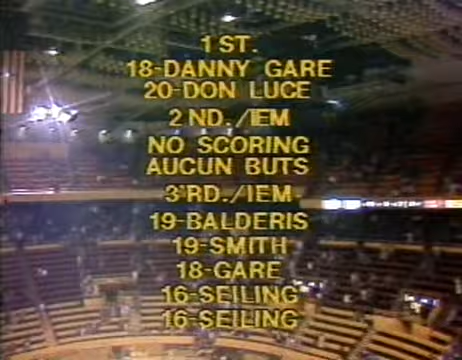 1 ST.
18-DANNY GARE
20-DON LUCE
2 ND./IEM
NO SCORING
AUCUN BUTS
3'RD./IEM
19-BALDERIS
19-SMITH
18-GARE
16-SEILING
16-SEILING